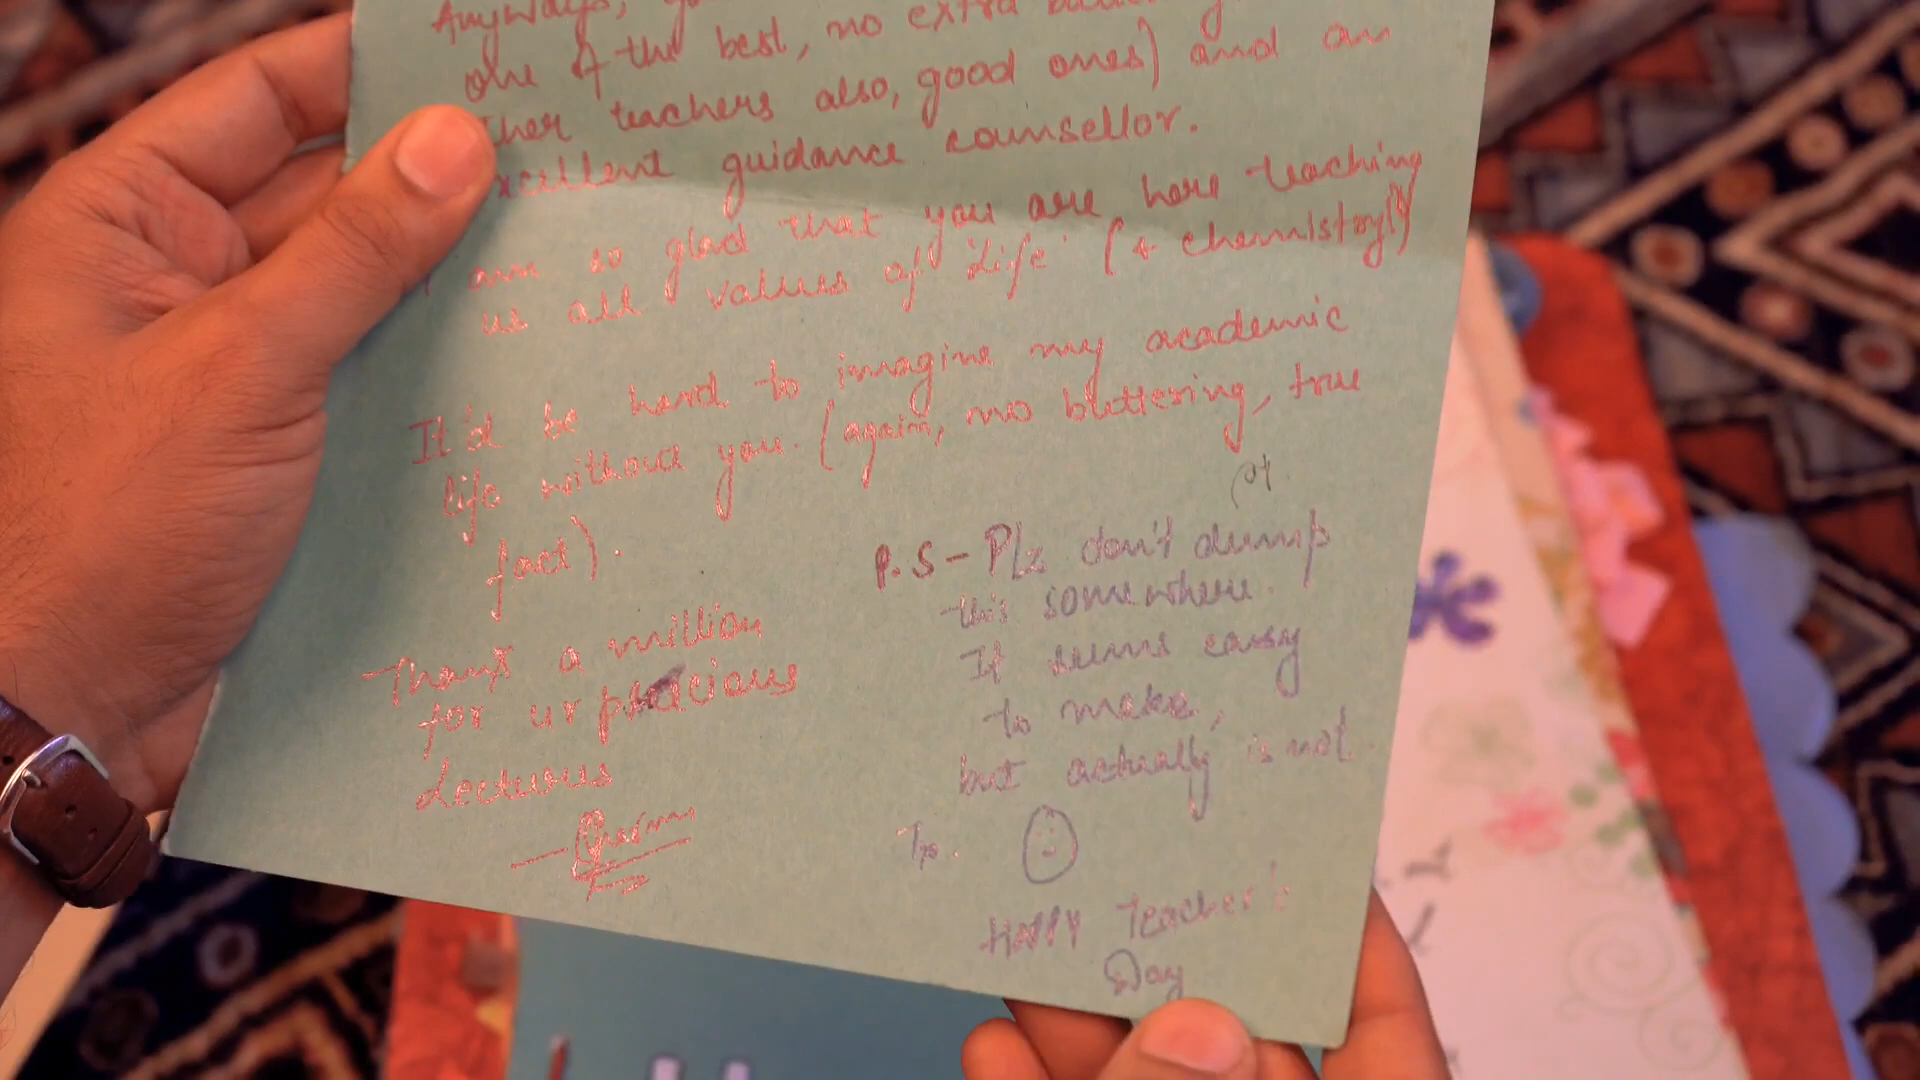 Anyways,
one of the best, no extra
ther teachers also, good ones) and an
xcellent guidance counsellor.
am so glad that you are here teaching
us all values of 'Life' (+ chemistry!)
It'd be hard to imagine my academic
life without you. (again, no buttering, true
fact).
Thanx a million
for ur precious
Lectures
of
P.S - Plz don't dump
this somewhere.
It seems easy
to make,
but actually is not.
HAPPY Teacher's
Day